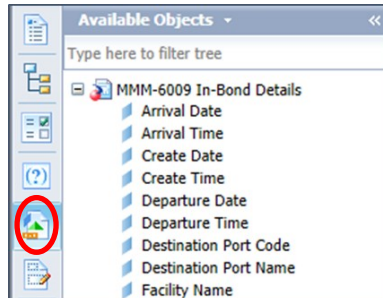 Available Objects
Type here to filter tree
MMM-6009 In-Bond Details
Arrival Date
Arrival Time
Create Date
Create Time
Departure Date
Departure Time
Destination Port Code
Destination Port Name
Facility Name
(?)